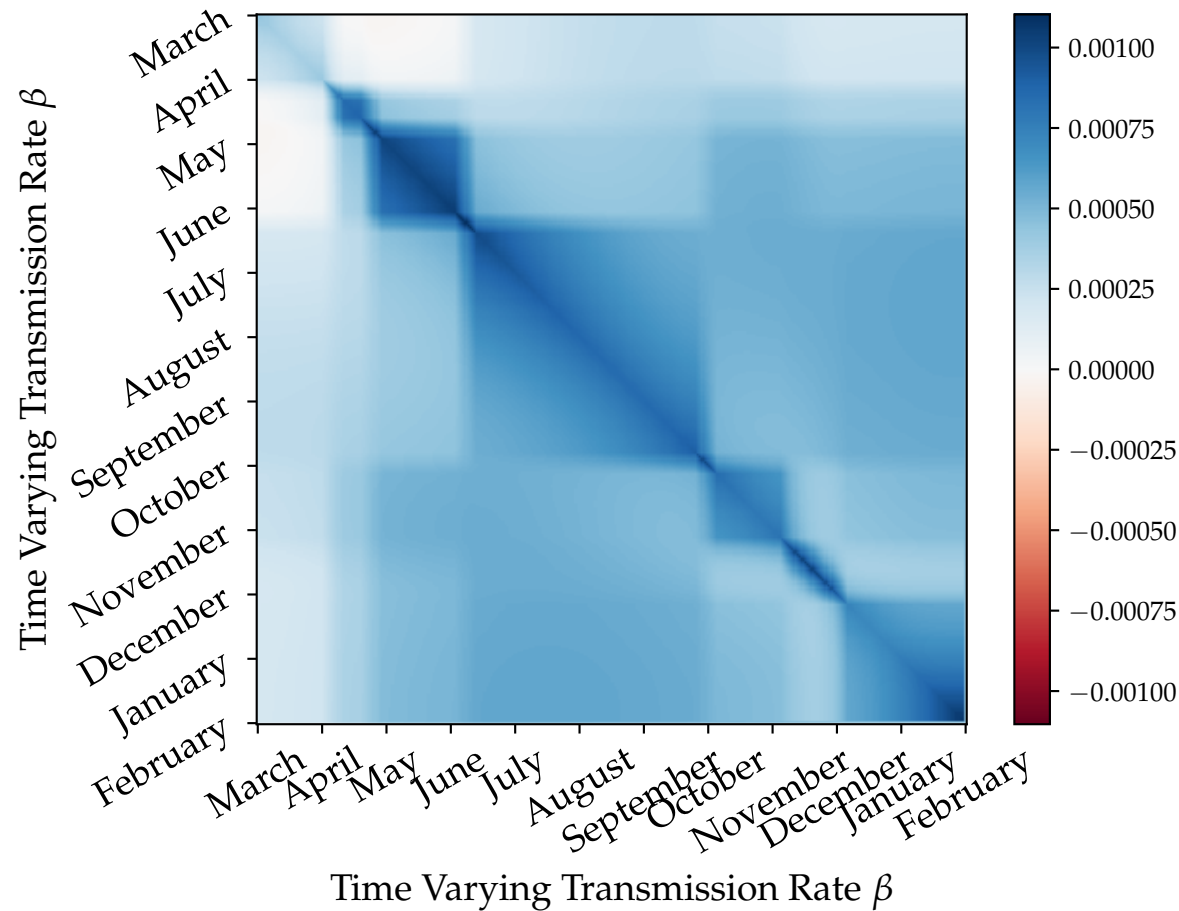 Time Varying Transmission Rate β
March
April
May
June
July
August
September
October
November
December
January
February
March
April
May
June
July
August
September
October
November
December
January
February
Time Varying Transmission Rate β
0.00100
0.00075
0.00050
0.00025
0.00000
−0.00025
−0.00050
−0.00075
−0.00100